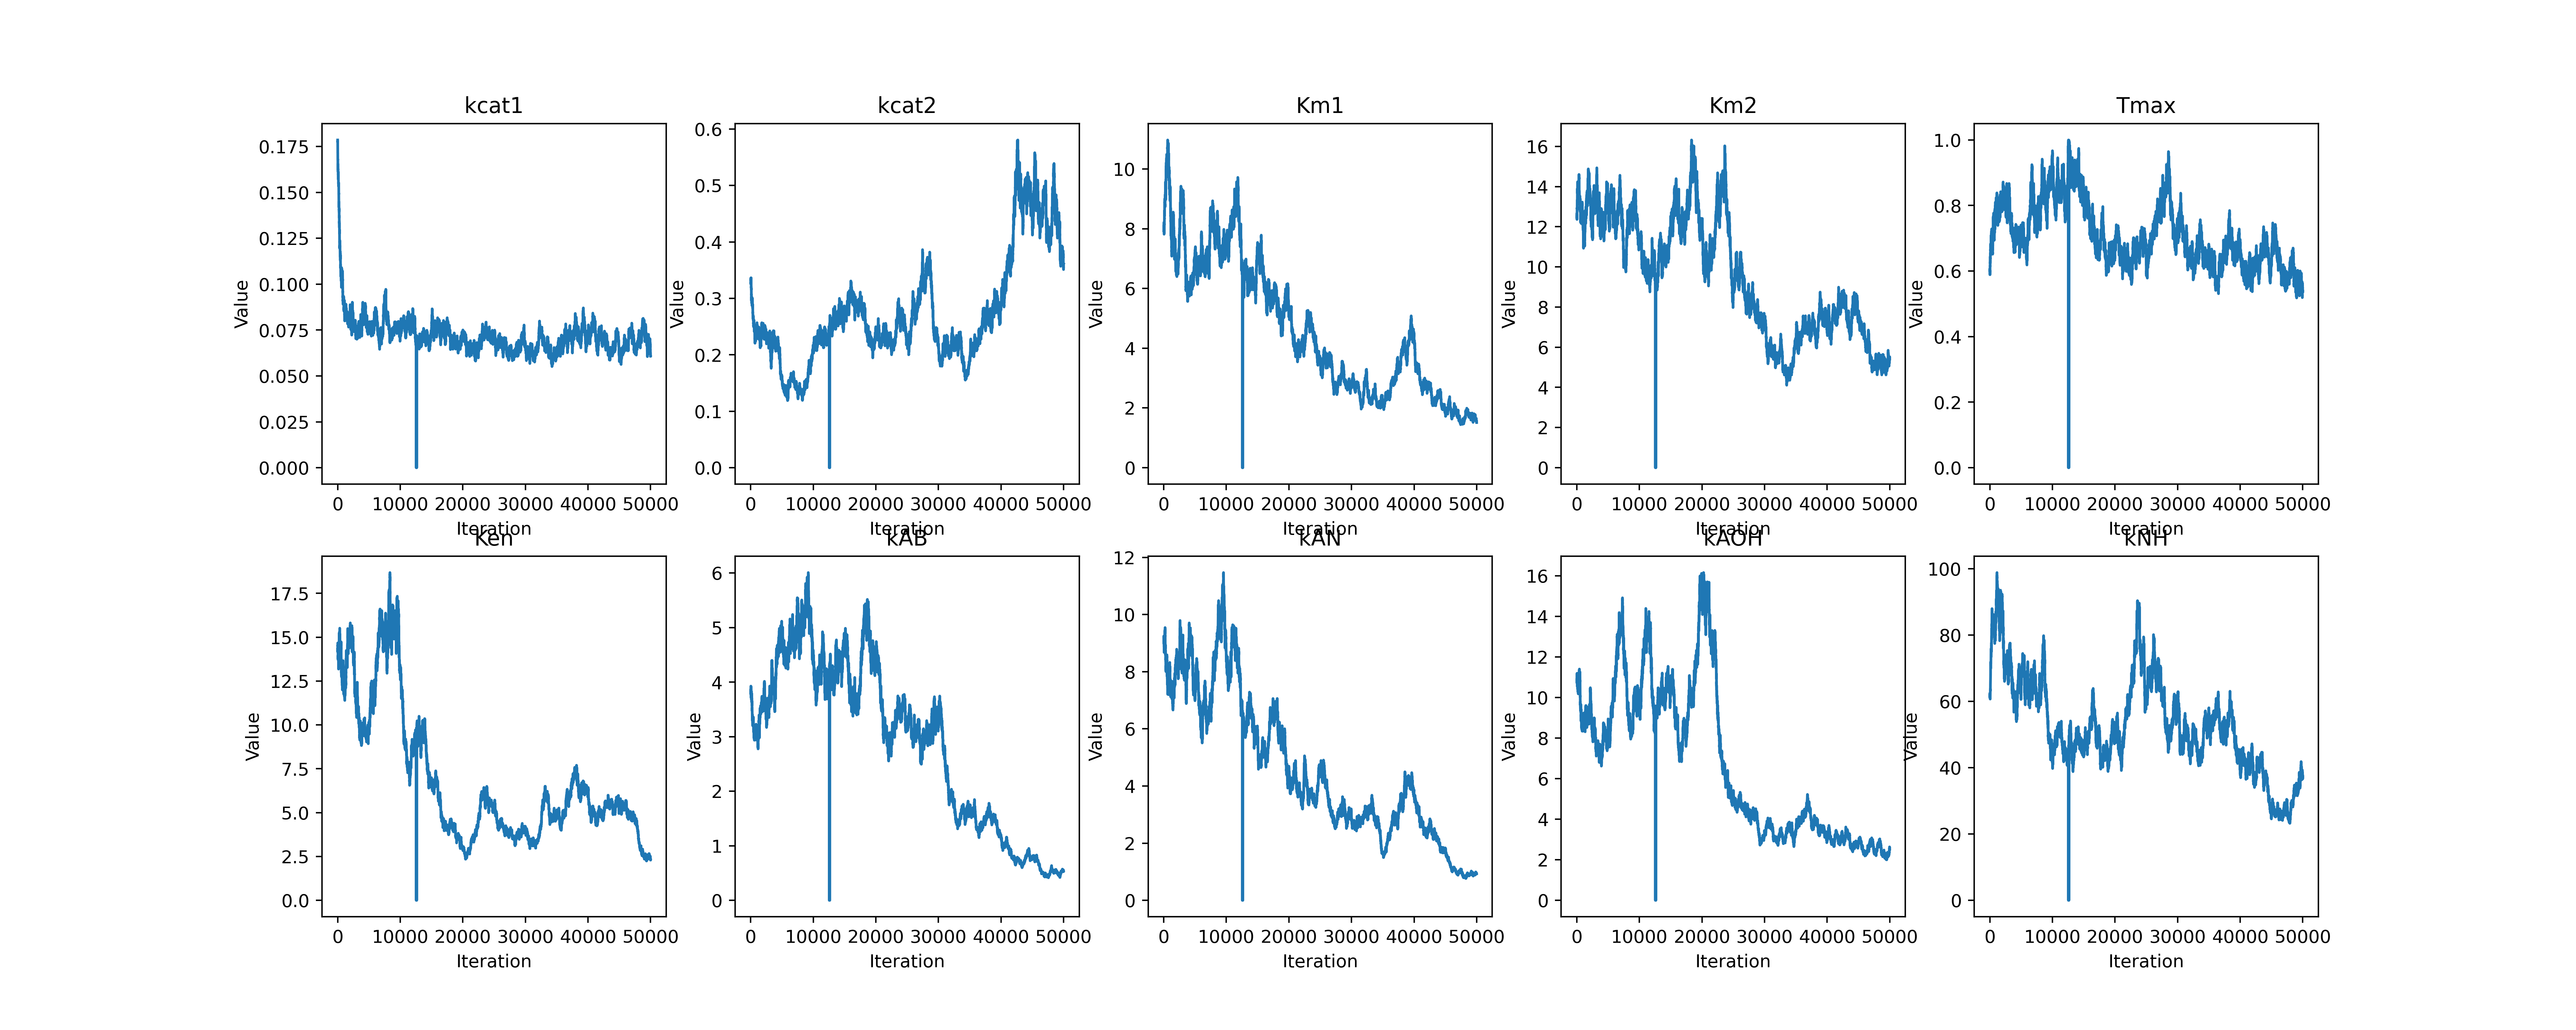 kcat1 kcat2 Km1 Km2 Tmax
Value Value Value Value Value
0.175 0.6 10 16 1.0
0.150 0.5 8 14 0.8
0.125 0.4 6 12 0.6
0.100 0.3 4 10 0.4
0.075 0.2 2 8 0.2
0.050 0.1 0 6 0.0
0.025 0.0 4
0.000 2
0
0 10000 20000 30000 40000 50000 0 10000 20000 30000 40000 50000 0 10000 20000 30000 40000 50000 0 10000 20000 30000 40000 50000 0 10000 20000 30000 40000 50000
Iteration Iteration Iteration Iteration Iteration
Ken kAB kAN kAOH kNH
Value Value Value Value Value
17.5 6 12 16 100
15.0 5 10 14 80
12.5 4 8 12 60
10.0 3 6 10 40
7.5 2 4 8 20
5.0 1 2 6 0
2.5 0 0 4
0.0 2
0
0 10000 20000 30000 40000 50000 0 10000 20000 30000 40000 50000 0 10000 20000 30000 40000 50000 0 10000 20000 30000 40000 50000 0 10000 20000 30000 40000 50000
Iteration Iteration Iteration Iteration Iteration